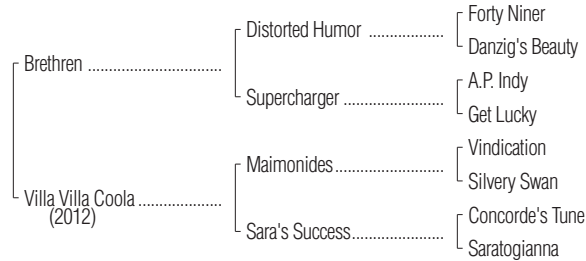 Forty Niner
Distorted Humor ..................
Danzig's Beauty
Brethren ................................
A.P. Indy
Supercharger ........................
Get Lucky
Vindication
Maimonides..........................
Silvery Swan
Villa Villa Coola ....................
(2012)
Concorde's Tune
Sara's Success......................
Saratogianna